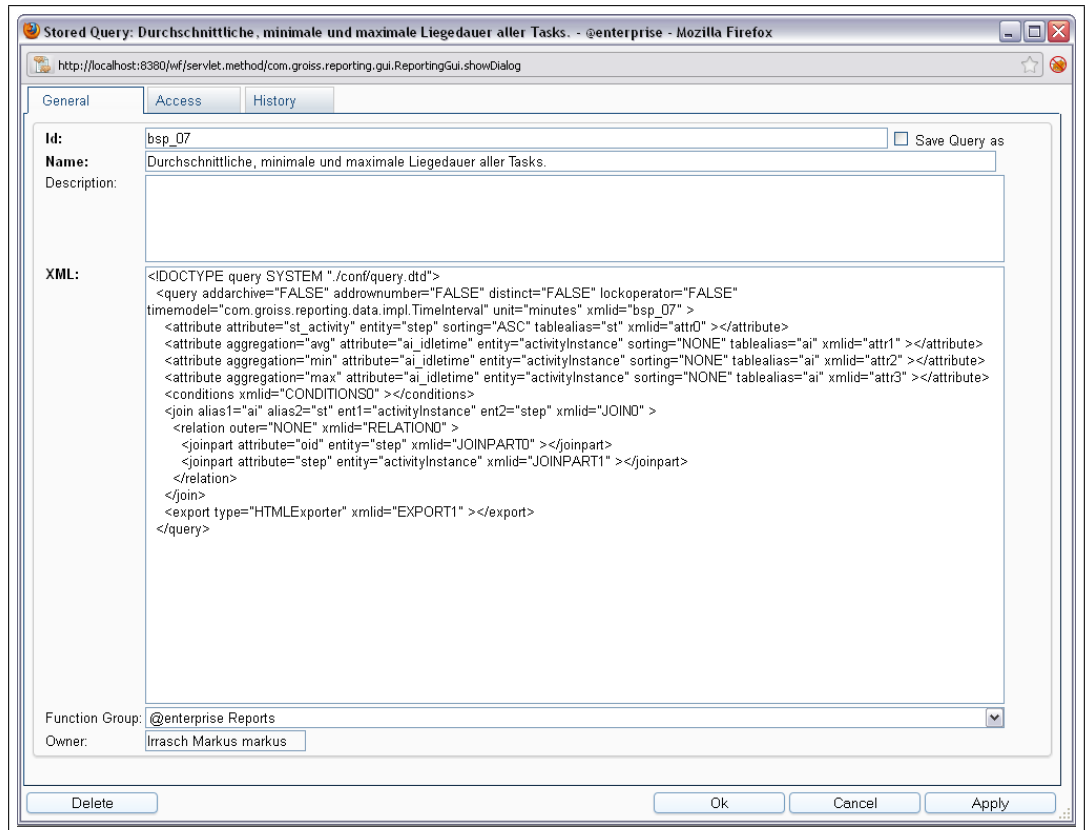 Stored Query: Durchschnittliche, minimale und maximale Liegedauer aller Tasks. - @enterprise - Mozilla Firefox
http://localhost:8380/wf/servlet.method/com.groiss.reporting.gui.ReportingGui.showDialog
General Access History
Id: bsp_07 Save Query as
Name: Durchschnittliche, minimale und maximale Liegedauer aller Tasks.
Description:
XML: <!DOCTYPE query SYSTEM "./conf/query.dtd">
<query addarchive="FALSE" addrownumber="FALSE" distinct="FALSE" lockoperator="FALSE"
timemodel="com.groiss.reporting.data.impl.TimeInterval" unit="minutes" xmlid="bsp_07" >
<attribute attribute="st_activity" entity="step" sorting="ASC" tablealias="st" xmlid="attr0" ></attribute>
<attribute aggregation="avg" attribute="ai_idletime" entity="activityInstance" sorting="NONE" tablealias="ai" xmlid="attr1" ></attribute>
<attribute aggregation="min" attribute="ai_idletime" entity="activityInstance" sorting="NONE" tablealias="ai" xmlid="attr2" ></attribute>
<attribute aggregation="max" attribute="ai_idletime" entity="activityInstance" sorting="NONE" tablealias="ai" xmlid="attr3" ></attribute>
<conditions xmlid="CONDITIONS0" ></conditions>
<join alias1="ai" alias2="st" ent1="activityInstance" ent2="step" xmlid="JOIN0" >
<relation outer="NONE" xmlid="RELATION0" >
<joinpart attribute="oid" entity="step" xmlid="JOINPART0" ></joinpart>
<joinpart attribute="step" entity="activityInstance" xmlid="JOINPART1" ></joinpart>
</relation>
</join>
<export type="HTMLExporter" xmlid="EXPORT1" ></export>
</query>
Function Group: @enterprise Reports
Owner: Irrasch Markus markus
Delete Ok Cancel Apply